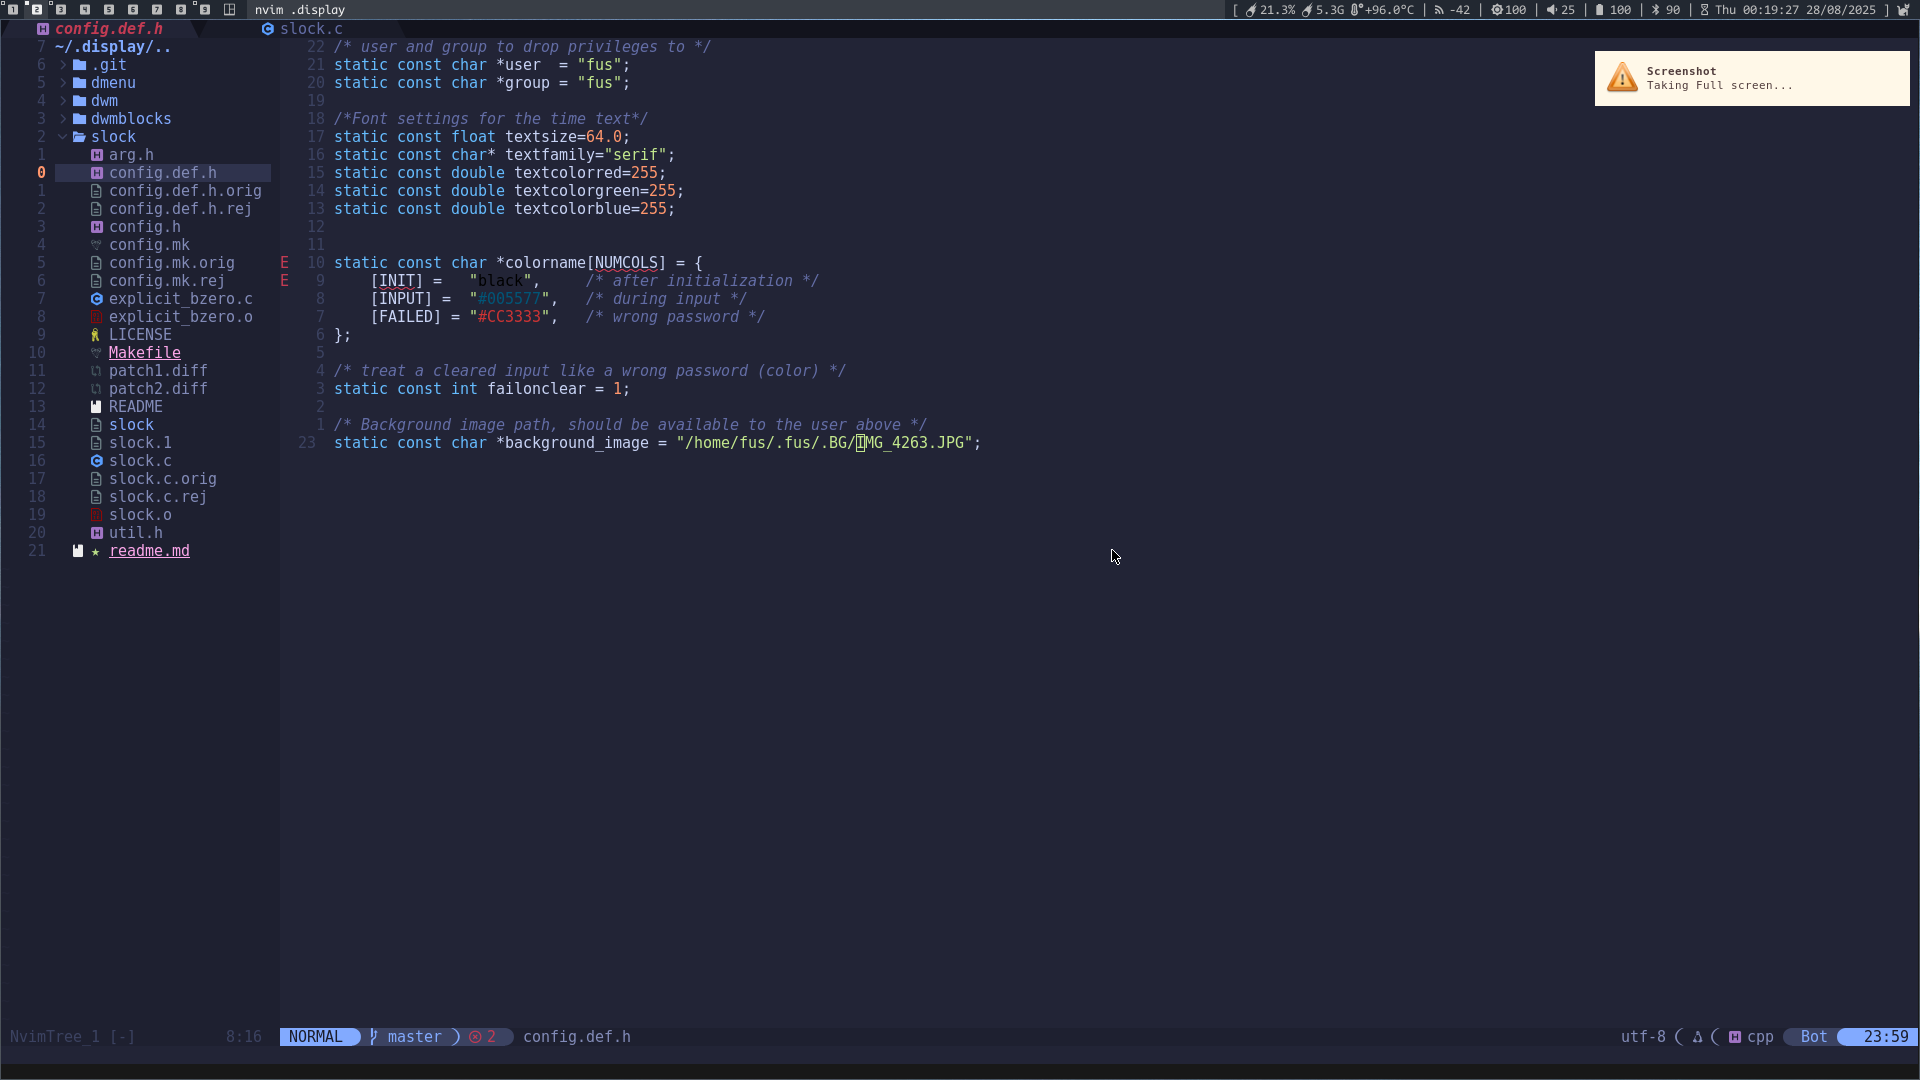 1 2 3 4 5 6 7 8 9 nvim .display [ 21.3% 5.3G +96.0°C | -42 100 | 25 | 100 | 90 | Thu 00:19:27 28/08/2025 ]
config.def.h slock.c
Screenshot
Taking Full screen...
7 ~/.display/..
6 .git
5 dmenu
4 dwm
3 dwmblocks
2 slock
1 arg.h
0 config.def.h
1 config.def.h.orig
2 config.def.h.rej
3 config.h
4 config.mk
5 config.mk.orig
6 config.mk.rej
7 explicit_bzero.c
8 explicit_bzero.o
9 LICENSE
10 Makefile
11 patch1.diff
12 patch2.diff
13 README
14 slock
15 slock.1
16 slock.c
17 slock.c.orig
18 slock.c.rej
19 slock.o
20 util.h
21 ★ readme.md
22 /* user and group to drop privileges to */
21 static const char *user  = "fus";
20 static const char *group = "fus";
19
18 /*Font settings for the time text*/
17 static const float textsize=64.0;
16 static const char* textfamily="serif";
15 static const double textcolorred=255;
14 static const double textcolorgreen=255;
13 static const double textcolorblue=255;
12
11
E 10 static const char *colorname[NUMCOLS] = {
E 9     [INIT] =   "black",     /* after initialization */
8     [INPUT] =  "#005577",   /* during input */
7     [FAILED] = "#CC3333",   /* wrong password */
6 };
5
4 /* treat a cleared input like a wrong password (color) */
3 static const int failonclear = 1;
2
1 /* Background image path, should be available to the user above */
23 static const char *background_image = "/home/fus/.fus/.BG/IMG_4263.JPG";
NvimTree_1 [-] 8:16 NORMAL master 2 config.def.h utf-8 cpp Bot 23:59